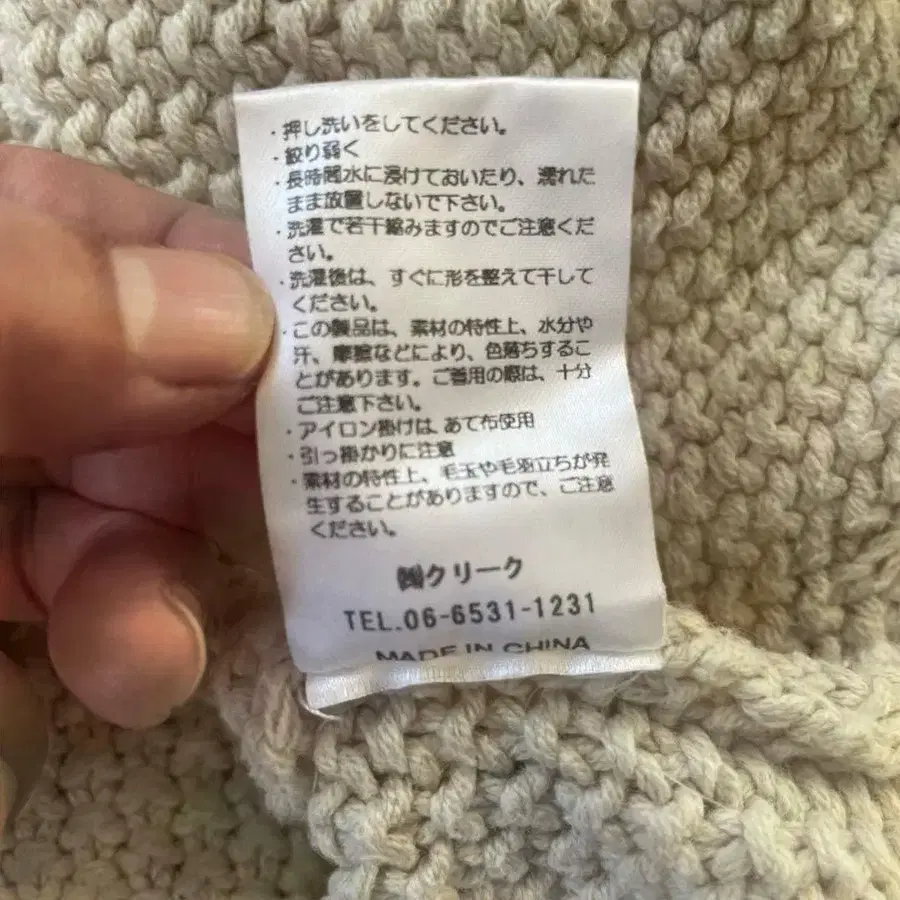 ・押し洗いをしてください。
・絞り弱く
・長時間水に浸けておいたり、濡れた
まま放置しないで下さい。
・洗濯で若干縮みますのでご注意くだ
さい。
・洗濯後は、すぐに形を整えて干して
ください。
・この製品は、素材の特性上、水分や
汗、摩擦などにより、色落ちするこ
とがあります。ご着用の際は、十分
ご注意下さい。
・アイロン掛けは、あて布使用
・引っ掛かりに注意
・素材の特性上、毛玉や毛羽立ちが発
生することがありますので、ご注意
ください。
㈱クリーク
TEL.06-6531-1231
MADE IN CHINA